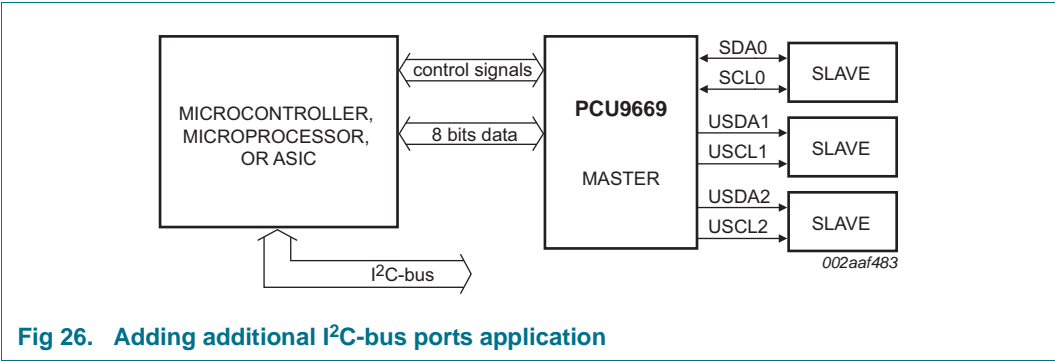 MICROCONTROLLER,
MICROPROCESSOR,
OR ASIC
control signals
8 bits data
I2C-bus
PCU9669
MASTER
SDA0
SCL0
SLAVE
USDA1
USCL1
SLAVE
USDA2
USCL2
SLAVE
002aaf483
Fig 26. Adding additional I2C-bus ports application